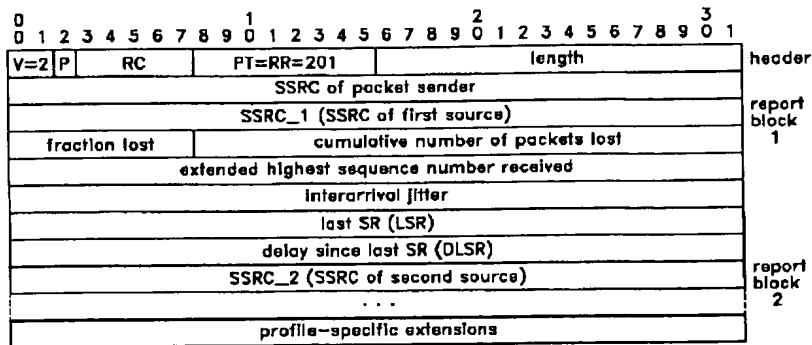 0 1 2 3
0 1 2 3 4 5 6 7 8 9 0 1 2 3 4 5 6 7 8 9 0 1 2 3 4 5 6 7 8 9 0 1
V=2 P RC PT=RR=201 length header
SSRC of packet sender
SSRC_1 (SSRC of first source) report block 1
fraction lost cumulative number of packets lost
extended highest sequence number received
interarrival jitter
last SR (LSR)
delay since last SR (DLSR)
SSRC_2 (SSRC of second source) report block 2
. . .
profile-specific extensions